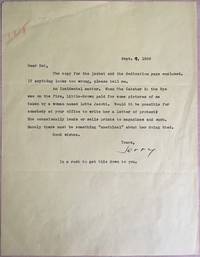 Sept. 6, 1960
Dear Ned,
The copy for the jacket and the dedication page enclosed.
If anything looks too wrong, please tell me.
An incidental matter. When The Catcher in the Rye
was on the fire, Little-Brown paid for some pictures of me
taken by a woman named Lotte Jacobi. Would it be possible for
somebody at your office to write her a letter of protest?
She occasionally leaks or sells prints to magazines and such.
Surely there must be something "unethical" about her doing that.
Good wishes.
Yours,
Jerry
In a rush to get this down to you.